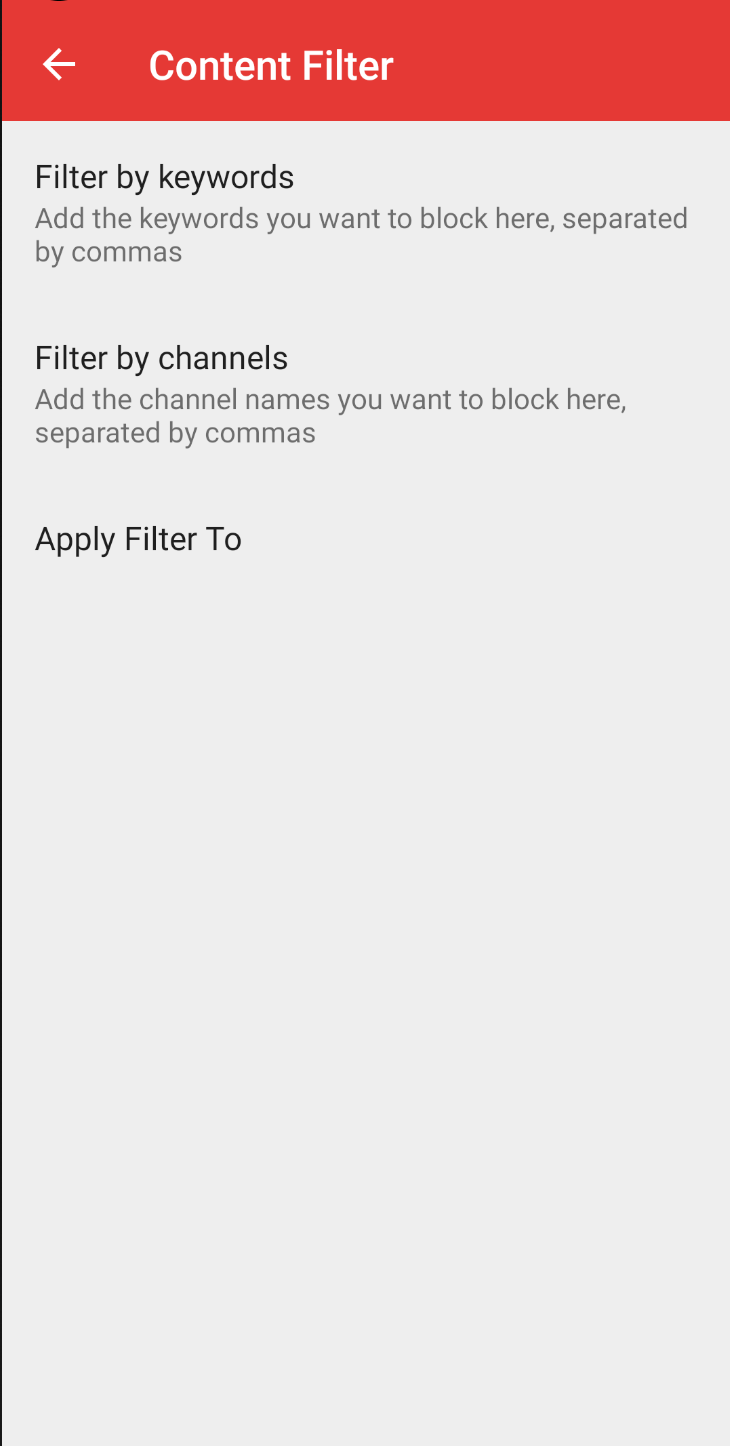 Content Filter
Filter by keywords
Add the keywords you want to block here, separated
by commas
Filter by channels
Add the channel names you want to block here,
separated by commas
Apply Filter To